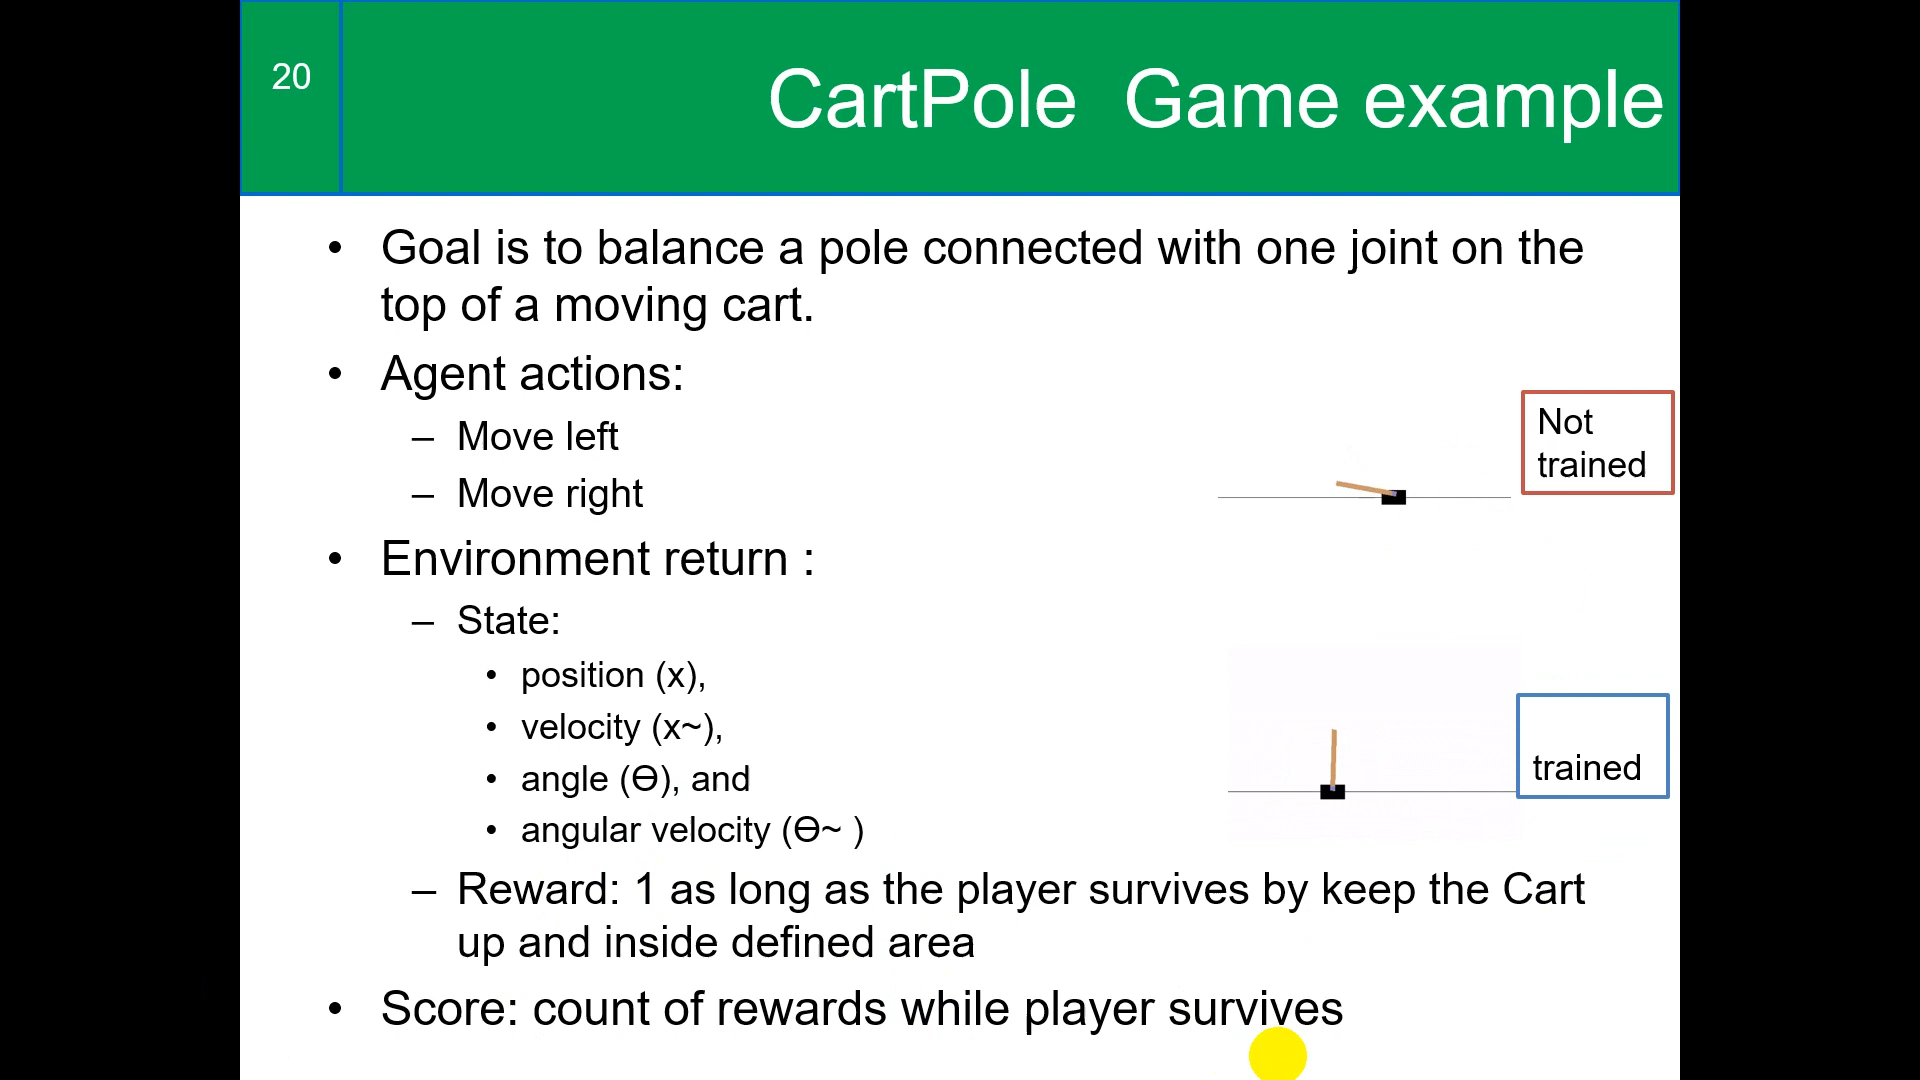 20
CartPole Game example
• Goal is to balance a pole connected with one joint on the
top of a moving cart.
• Agent actions:
– Move left
– Move right
Not
trained
• Environment return :
– State:
• position (x),
• velocity (x~),
• angle (Ɵ), and
• angular velocity (Ɵ~ )
trained
– Reward: 1 as long as the player survives by keep the Cart
up and inside defined area
• Score: count of rewards while player survives